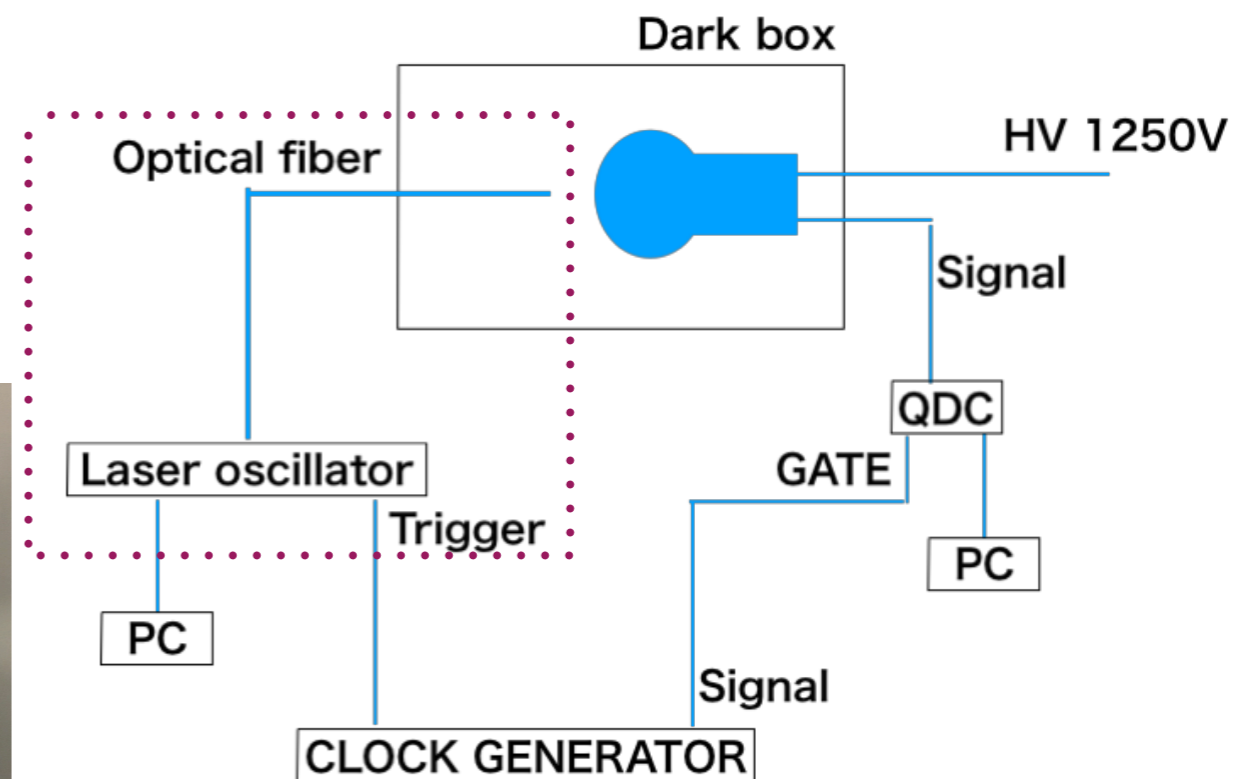 Dark box
HV 1250V
Optical fiber
Signal
QDC
Laser oscillator
GATE
Trigger
PC
PC
Signal
CLOCK GENERATOR